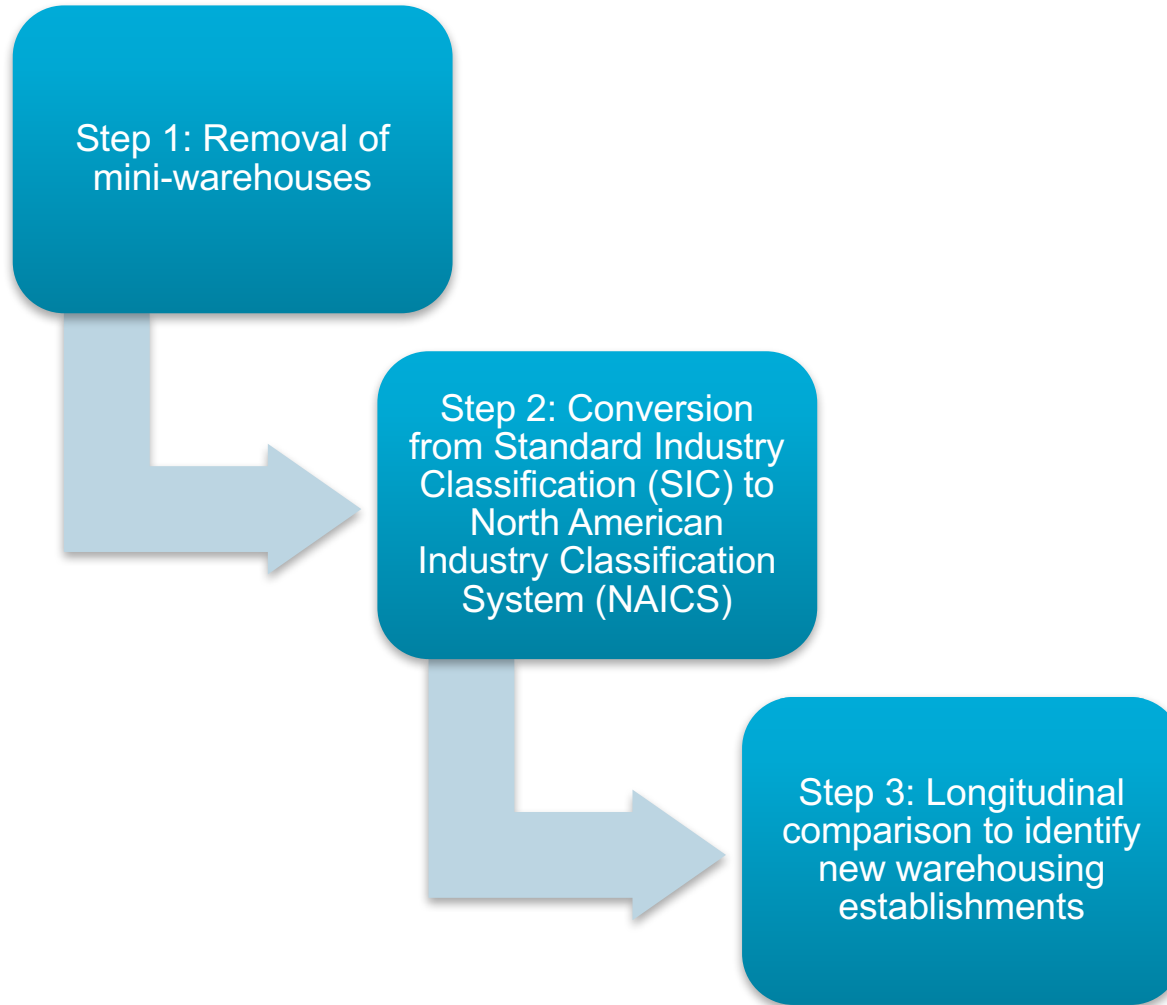 Step 1: Removal of
mini-warehouses
Step 2: Conversion
from Standard Industry
Classification (SIC) to
North American
Industry Classification
System (NAICS)
Step 3: Longitudinal
comparison to identify
new warehousing
establishments